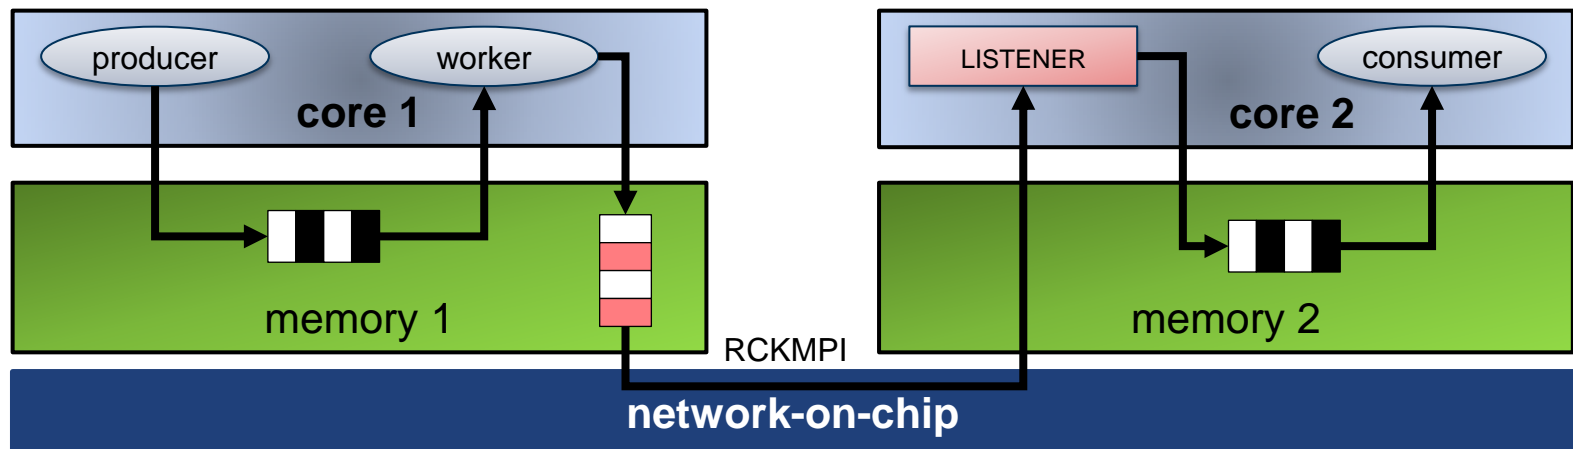 producer
worker
LISTENER
consumer
core 1
core 2
memory 1
memory 2
RCKMPI
network-on-chip